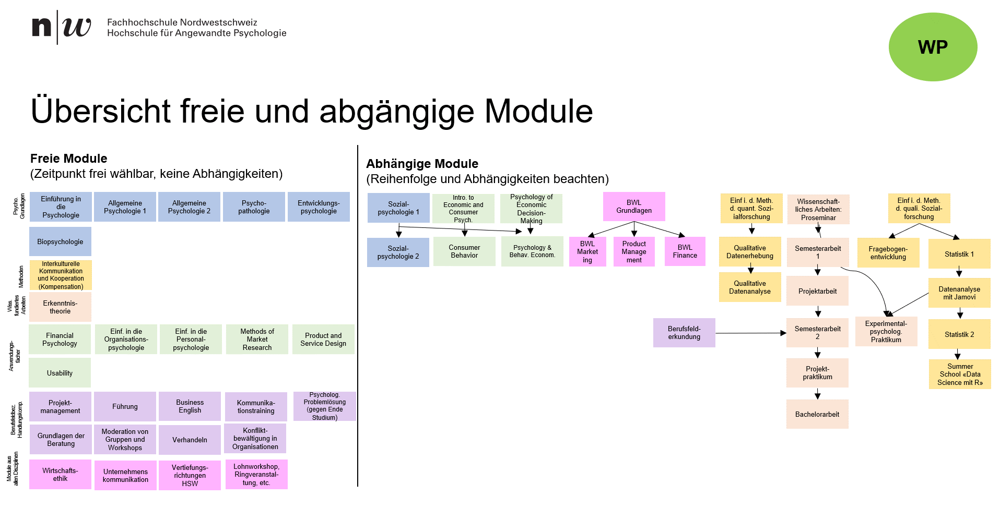 n|w
Fachhochschule Nordwestschweiz
Hochschule für Angewandte Psychologie
WP
Übersicht freie und abgängige Module
Freie Module
(Zeitpunkt frei wählbar, keine Abhängigkeiten)
Psycho.
Grundlagen
Einführung in
die
Psychologie
Allgemeine
Psychologie 1
Allgemeine
Psychologie 2
Psycho-
pathologie
Entwicklungs-
psychologie
Biopsychologie
Methoden
Interkulturelle
Kommunikation
und Kooperation
(Kompensation)
Wiss.
fundiertes
Arbeiten
Erkenntnis-
theorie
Anwendungs-
fächer
Financial
Psychology
Einf. in die
Organisations-
psychologie
Einf. in die
Personal-
psychologie
Methods of
Market
Research
Product and
Service Design
Usability
Berufsfeldbez.
Handlungskomp.
Projekt-
management
Führung
Business
English
Kommunika-
tionstraining
Psycholog.
Problemlösung
(gegen Ende
Studium)
Grundlagen der
Beratung
Moderation von
Gruppen und
Workshops
Verhandeln
Konflikt-
bewältigung in
Organisationen
Module aus
allen Disziplinen
Wirtschafts-
ethik
Unternehmens
kommunikation
Vertiefungs-
richtungen
HSW
Lohnworkshop,
Ringveranstal-
tung, etc.
Abhängige Module
(Reihenfolge und Abhängigkeiten beachten)
Sozial-
psychologie 1
Intro. to
Economic and
Consumer
Psych.
Psychology of
Economic
Decision-
Making
BWL
Grundlagen
Einf i. d. Meth.
d. quant. Sozi-
ialforschung
Wissenschaft-
liches Arbeiten:
Proseminar
Einf i. d. Meth.
d. quali. Sozial-
forschung
Sozial-
psychologie 2
Consumer
Behavior
Psychology &
Behav. Econom.
BWL
Market
ing
Product
Manage
ment
BWL
Finance
Qualitative
Datenerhebung
Semesterarbeit
1
Fragebogen-
entwicklung
Statistik 1
Qualitative
Datenanalyse
Projektarbeit
Datenanalyse
mit Jamovi
Berufsfeld-
erkundung
Semesterarbeit
2
Experimental-
psycholog.
Praktikum
Statistik 2
Projekt-
praktikum
Summer
School «Data
Science mit R»
Bachelorarbeit